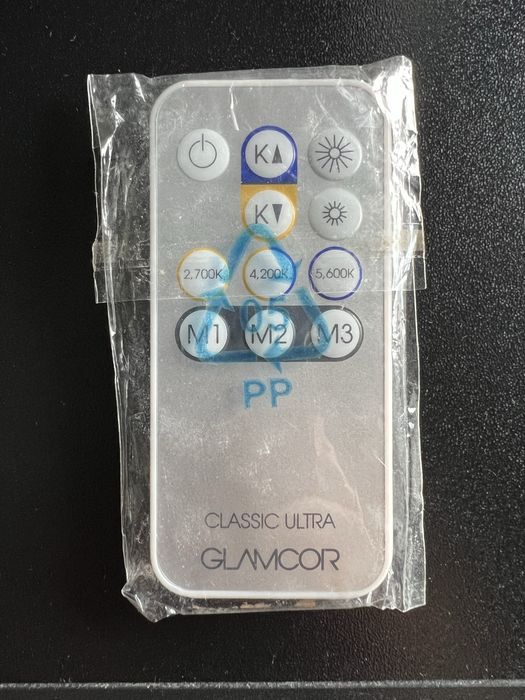 K▲
K▼
2,700K 4,200K 5,600K
05
M1 M2 M3
PP
CLASSIC ULTRA
GLAMCOR